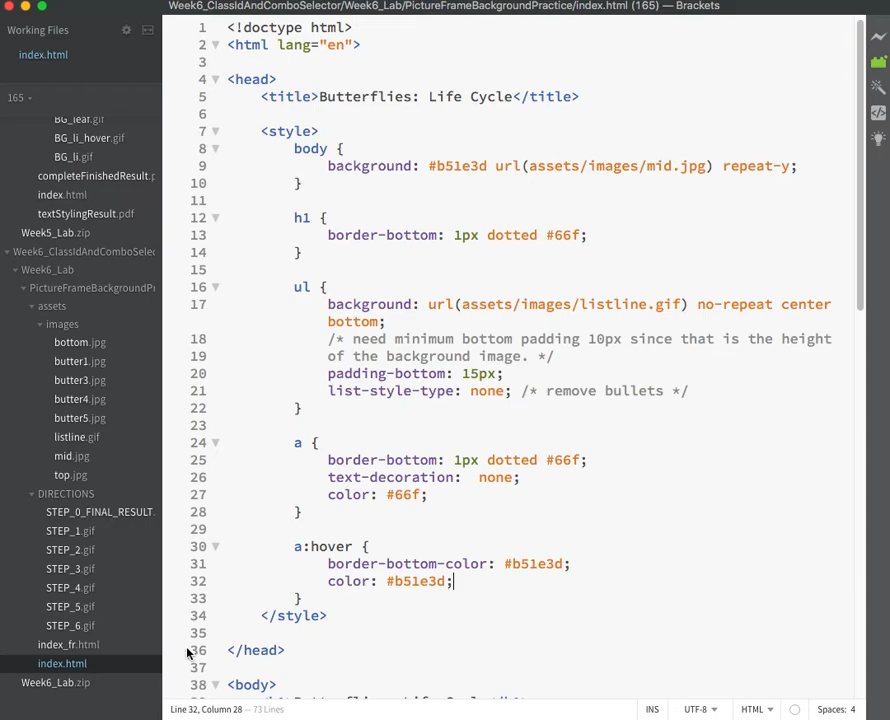 Week6_ClassIdAndComboSelector/Week6_Lab/PictureFrameBackgroundPractice/index.html (165) — Brackets
Working Files
index.html
165
BG_leaf.gif
BG_li_hover.gif
BG_li.gif
completeFinishedResult.p
index.html
textStylingResult.pdf
Week5_Lab.zip
Week6_ClassIdAndComboSelec
Week6_Lab
PictureFrameBackgroundPr
assets
images
bottom.jpg
butter1.jpg
butter3.jpg
butter4.jpg
butter5.jpg
listline.gif
mid.jpg
top.jpg
DIRECTIONS
STEP_0_FINAL_RESULT.
STEP_1.gif
STEP_2.gif
STEP_3.gif
STEP_4.gif
STEP_5.gif
STEP_6.gif
index_fr.html
index.html
Week6_Lab.zip
1 <!doctype html>
2 <html lang="en">
3
4 <head>
5 <title>Butterflies: Life Cycle</title>
6
7 <style>
8 body {
9 background: #b51e3d url(assets/images/mid.jpg) repeat-y;
10 }
11
12 h1 {
13 border-bottom: 1px dotted #66f;
14 }
15
16 ul {
17 background: url(assets/images/listline.gif) no-repeat center
bottom;
18 /* need minimum bottom padding 10px since that is the height
19 of the background image. */
20 padding-bottom: 15px;
21 list-style-type: none; /* remove bullets */
22 }
23
24 a {
25 border-bottom: 1px dotted #66f;
26 text-decoration:  none;
27 color: #66f;
28 }
29
30 a:hover {
31 border-bottom-color: #b51e3d;
32 color: #b51e3d;
33 }
34 </style>
35
36 </head>
37
38 <body>
Line 32, Column 28 — 73 Lines
INS
UTF-8
HTML
Spaces: 4